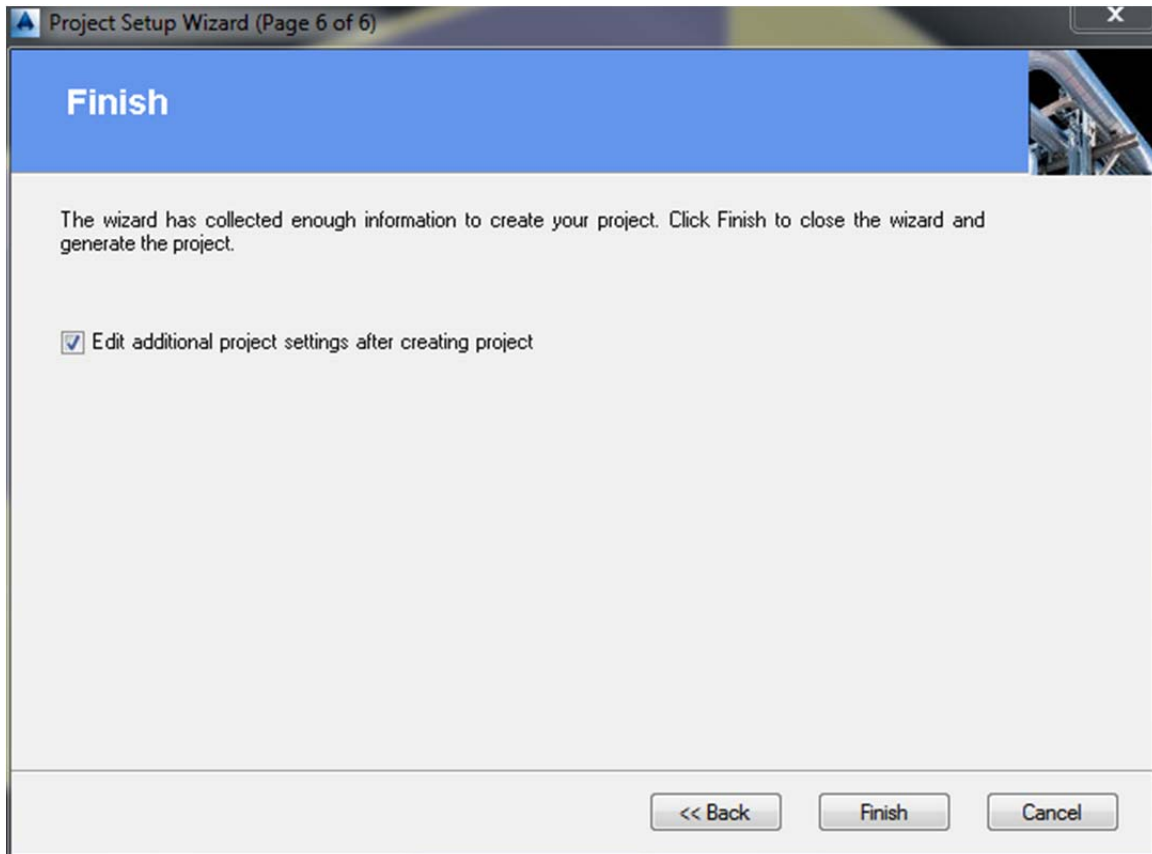 Project Setup Wizard (Page 6 of 6)
Finish
The wizard has collected enough information to create your project. Click Finish to close the wizard and
generate the project.
Edit additional project settings after creating project
<< Back Finish Cancel